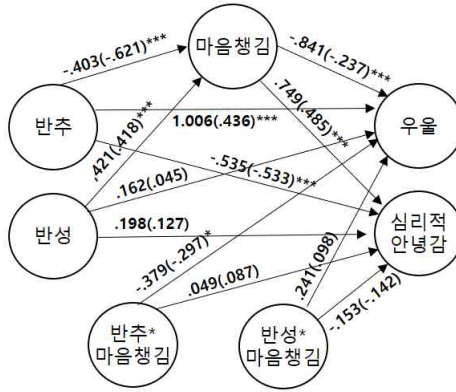 -.403(-.621)***
마음챙김
-.841(-.237)***
반추
1.006(.436)***
.749(.485)***
우울
.421(.418)***
-.535(-.533)***
.162(.045)
반성
.198(.127)
심리적
안녕감
-.379(-.297)*
.049(.087)
.241(.098)
-.153(-.142)
반추*
마음챙김
반성*
마음챙김